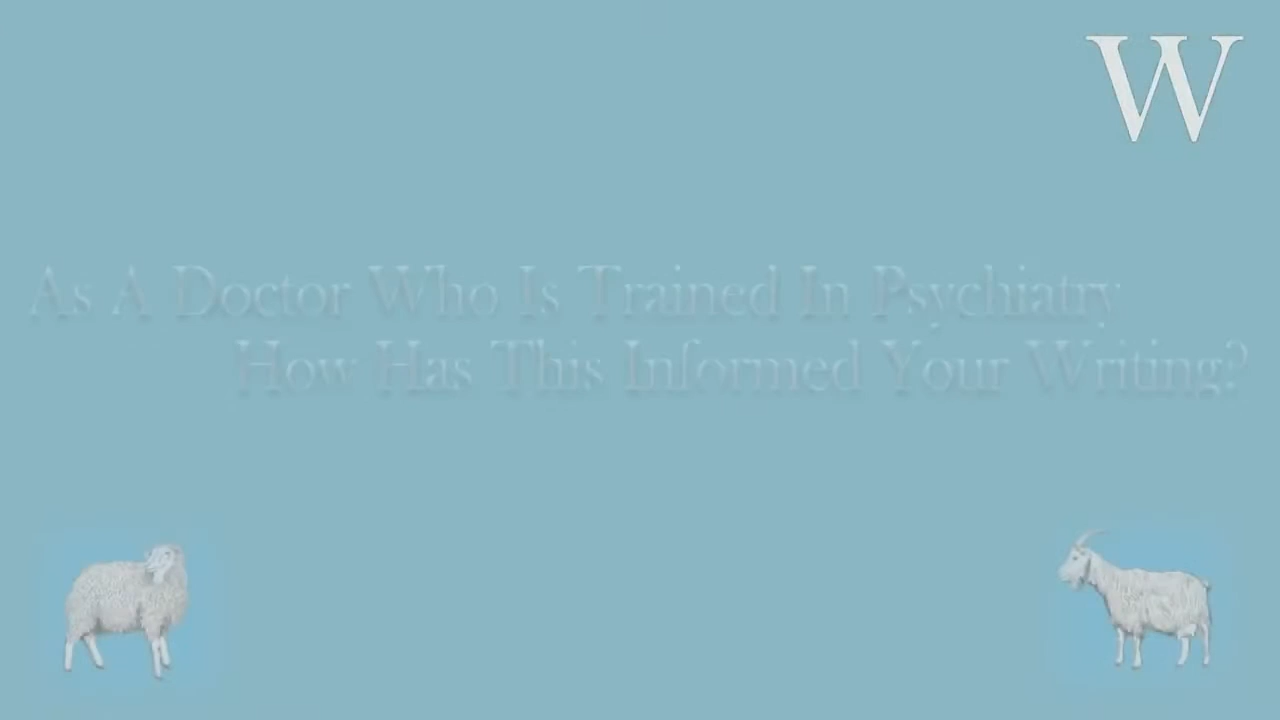 W
As A Doctor Who Is Trained In Psychiatry
How Has This Informed Your Writing?